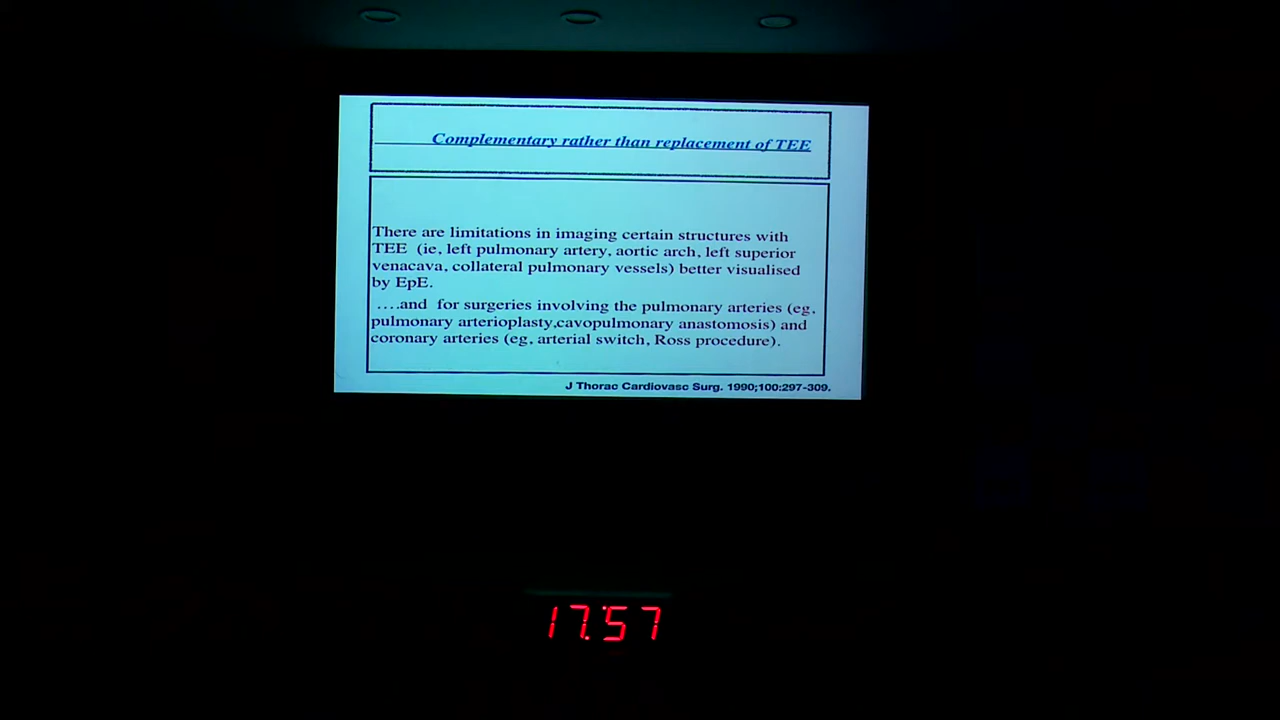 Complementary rather than replacement of TEE
There are limitations in imaging certain structures with
TEE (ie, left pulmonary artery, aortic arch, left superior
venacava, collateral pulmonary vessels) better visualised
by EpE.
....and for surgeries involving the pulmonary arteries (eg,
pulmonary arterioplasty,cavopulmonary anastomosis) and
coronary arteries (eg, arterial switch, Ross procedure).
J Thorac Cardiovasc Surg. 1990;100:297-309.
17:57